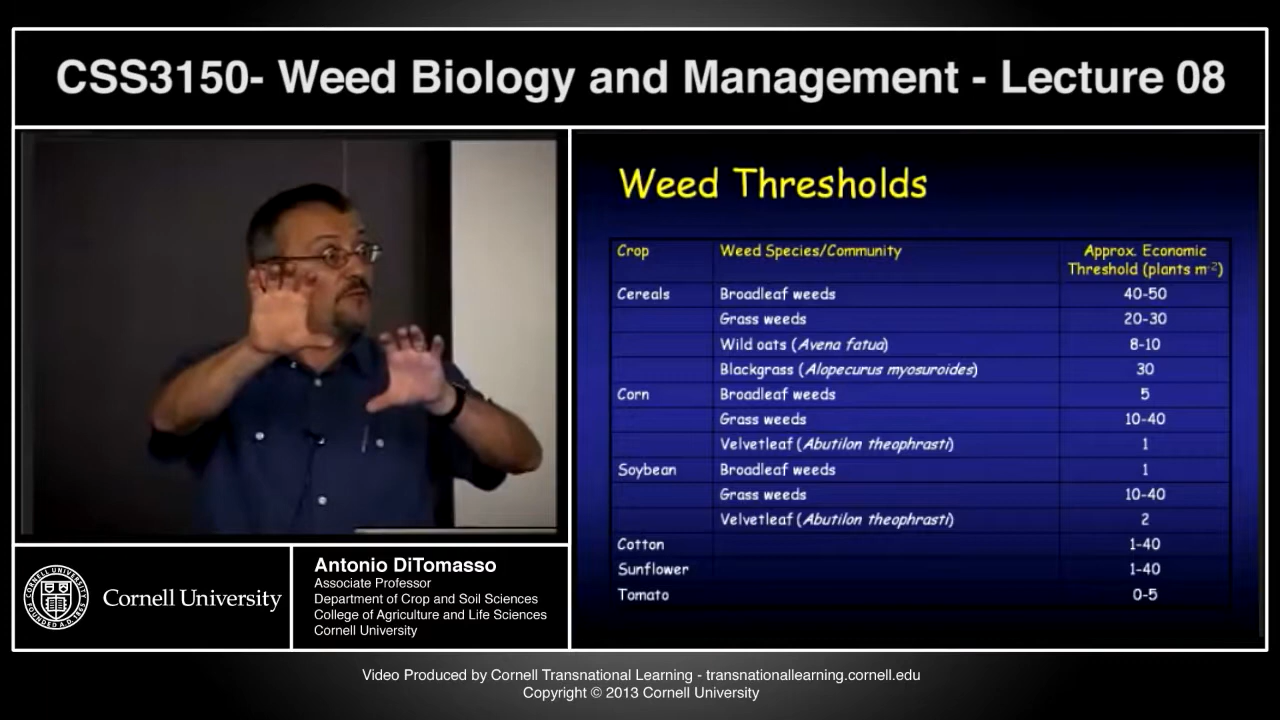 CSS3150- Weed Biology and Management - Lecture 08
Weed Thresholds
Crop Weed Species/Community Approx. Economic
Threshold (plants m-2)
Cereals Broadleaf weeds 40-50
Grass weeds 20-30
Wild oats (Avena fatua) 8-10
Blackgrass (Alopecurus myosuroides) 30
Corn Broadleaf weeds 5
Grass weeds 10-40
Velvetleaf (Abutilon theophrasti) 1
Soybean Broadleaf weeds 1
Grass weeds 10-40
Velvetleaf (Abutilon theophrasti) 2
Cotton 1-40
Sunflower 1-40
Tomato 0-5
CORNELL UNIVERSITY
FOUNDED A.D. 1865
Cornell University
Antonio DiTomasso
Associate Professor
Department of Crop and Soil Sciences
College of Agriculture and Life Sciences
Cornell University
Video Produced by Cornell Transnational Learning - transnationallearning.cornell.edu
Copyright © 2013 Cornell University